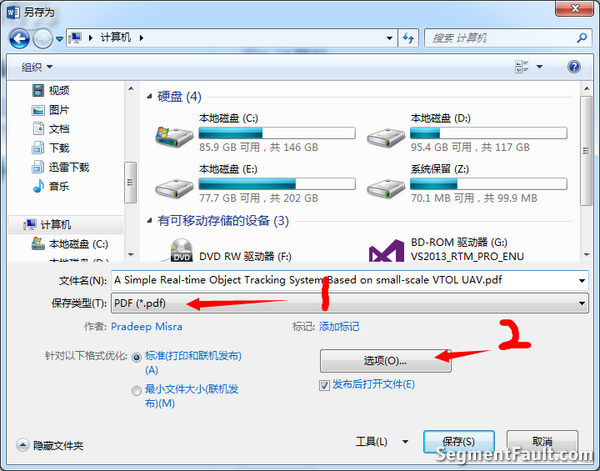 另存为
计算机
搜索 计算机
组织
视频
图片
文档
下载
迅雷下载
音乐
计算机
本地磁盘 (C:)
硬盘 (4)
本地磁盘 (C:)
85.9 GB 可用，共 146 GB
本地磁盘 (D:)
95.4 GB 可用，共 117 GB
本地磁盘 (E:)
77.7 GB 可用，共 202 GB
系统保留 (Z:)
70.1 MB 可用，共 99.9 MB
有可移动存储的设备 (3)
DVD RW 驱动器 (F:)
BD-ROM 驱动器 (G:)
VS2013_RTM_PRO_ENU
文件名(N):
A Simple Real-time Object Tracking System Based on small-scale VTOL UAV.pdf
保存类型(T):
PDF (*.pdf)
1
作者:
Pradeep Misra
标记:
添加标记
2
针对以下格式优化:
标准(打印和联机发布)
(A)
最小文件大小(联机发
布)(M)
选项(O)...
发布后打开文件(E)
隐藏文件夹
工具(L)
保存(S)
取消
SegmentFault.com